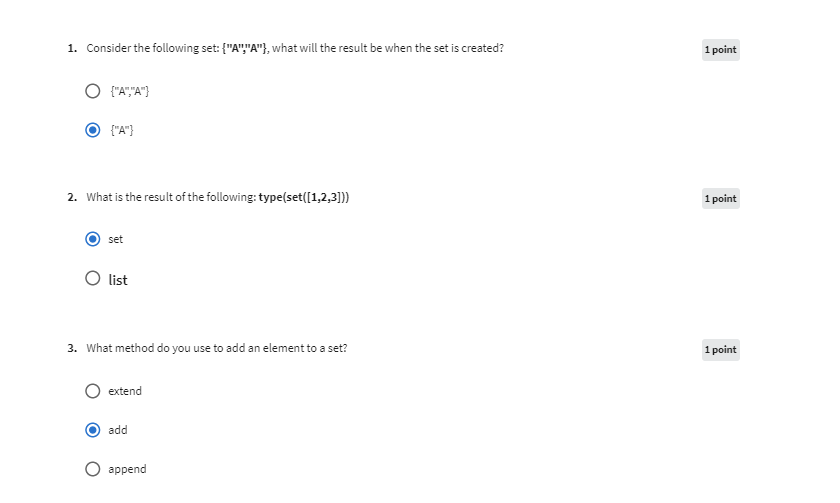 1. Consider the following set: {"A","A"}, what will the result be when the set is created?
1 point
{"A","A"}
{"A"}
2. What is the result of the following: type(set([1,2,3]))
1 point
set
list
3. What method do you use to add an element to a set?
1 point
extend
add
append